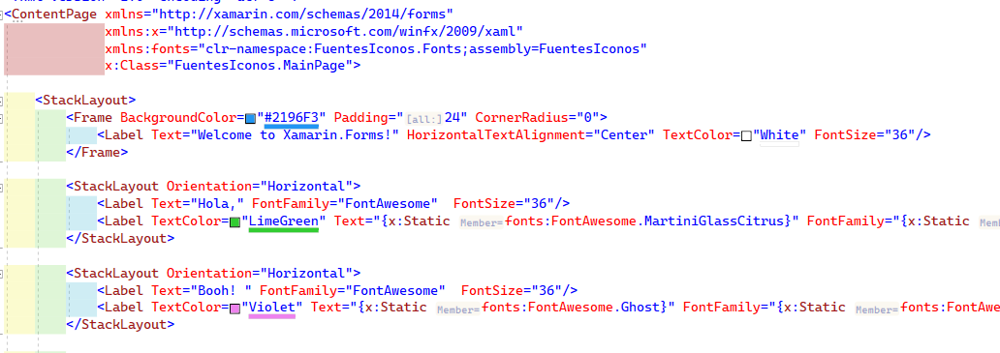 <ContentPage xmlns="http://xamarin.com/schemas/2014/forms"
xmlns:x="http://schemas.microsoft.com/winfx/2009/xaml"
xmlns:fonts="clr-namespace:FuentesIconos.Fonts;assembly=FuentesIconos"
x:Class="FuentesIconos.MainPage">
<StackLayout>
<Frame BackgroundColor="#2196F3" Padding="[all:]24" CornerRadius="0">
<Label Text="Welcome to Xamarin.Forms!" HorizontalTextAlignment="Center" TextColor="White" FontSize="36"/>
</Frame>
<StackLayout Orientation="Horizontal">
<Label Text="Hola," FontFamily="FontAwesome"  FontSize="36"/>
<Label TextColor="LimeGreen" Text="{x:Static Member=fonts:FontAwesome.MartiniGlassCitrus}" FontFamily="{x:Static Mem
</StackLayout>
<StackLayout Orientation="Horizontal">
<Label Text="Booh! " FontFamily="FontAwesome"  FontSize="36"/>
<Label TextColor="Violet" Text="{x:Static Member=fonts:FontAwesome.Ghost}" FontFamily="{x:Static Member=fonts:FontAwe
</StackLayout>